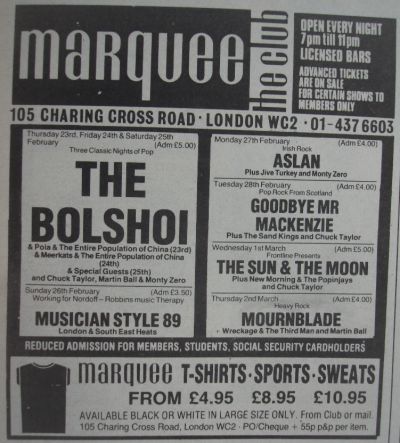 marquee
the club
OPEN EVERY NIGHT
7pm till 11pm
LICENSED BARS
ADVANCED TICKETS
ARE ON SALE
FOR CERTAIN SHOWS TO
MEMBERS ONLY
105 CHARING CROSS ROAD · LONDON WC2 · 01-437 6603
Thursday 23rd, Friday 24th & Saturday 25th
February (Adm £5.00)
Three Classic Nights of Pop
THE
BOLSHOI
& Poia & The Entire Population of China (23rd)
& Meerkats & The Entire Population of China
(24th)
& Special Guests (25th)
and Chuck Taylor, Martin Ball & Monty Zero
Sunday 26th February (Adm £3.50)
Working for Nordoff - Robbins music Therapy
MUSICIAN STYLE 89
London & South East Heats
Monday 27th February (Adm £4.00)
Irish Rock
ASLAN
Plus Jive Turkey and Monty Zero
Tuesday 28th February (Adm £4.00)
Pop Rock From Scotland
GOODBYE MR
MACKENZIE
Plus The Sand Kings and Chuck Taylor
Wednesday 1st March (Adm £5.00)
Frontline Presents
THE SUN & THE MOON
Plus New Morning & The Popinjays
and Chuck Taylor
Thursday 2nd March (Adm £4.00)
Heavy Rock
MOURNBLADE
+ Wreckage & The Third Man and Martin Ball
REDUCED ADMISSION FOR MEMBERS, STUDENTS, SOCIAL SECURITY CARDHOLDERS
marquee T-SHIRTS·SPORTS·SWEATS
FROM £4.95 £8.95 £10.95
AVAILABLE BLACK OR WHITE IN LARGE SIZE ONLY. From Club or mail.
105 Charing Cross Road, London WC2 · PO/Cheque + 55p p&p per item.